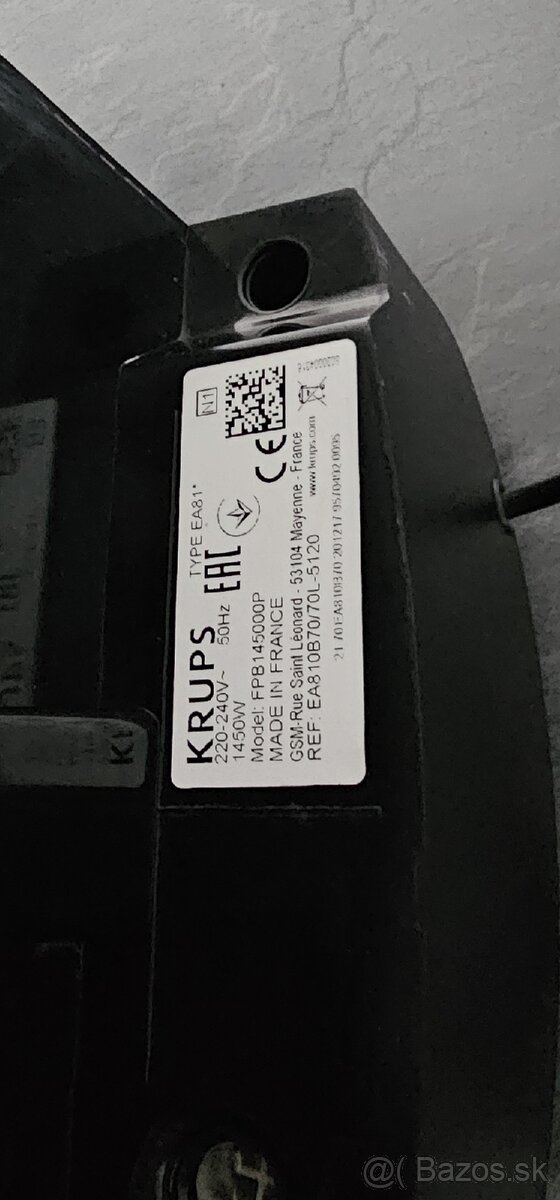 KRUPS TYPE EA81* N1
220-240V~ 50Hz
1450W
EAC CE
Model: FPB145000P
MADE IN FRANCE
GSM-Rue Saint Léonard - 53104 Mayenne - France
REF: EA810B70/70L-5120 www.krups.com
@( Bazos.sk